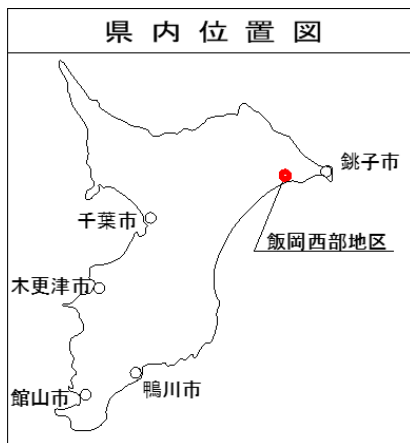 県内位置図
銚子市
千葉市
飯岡西部地区
木更津市
鴨川市
館山市